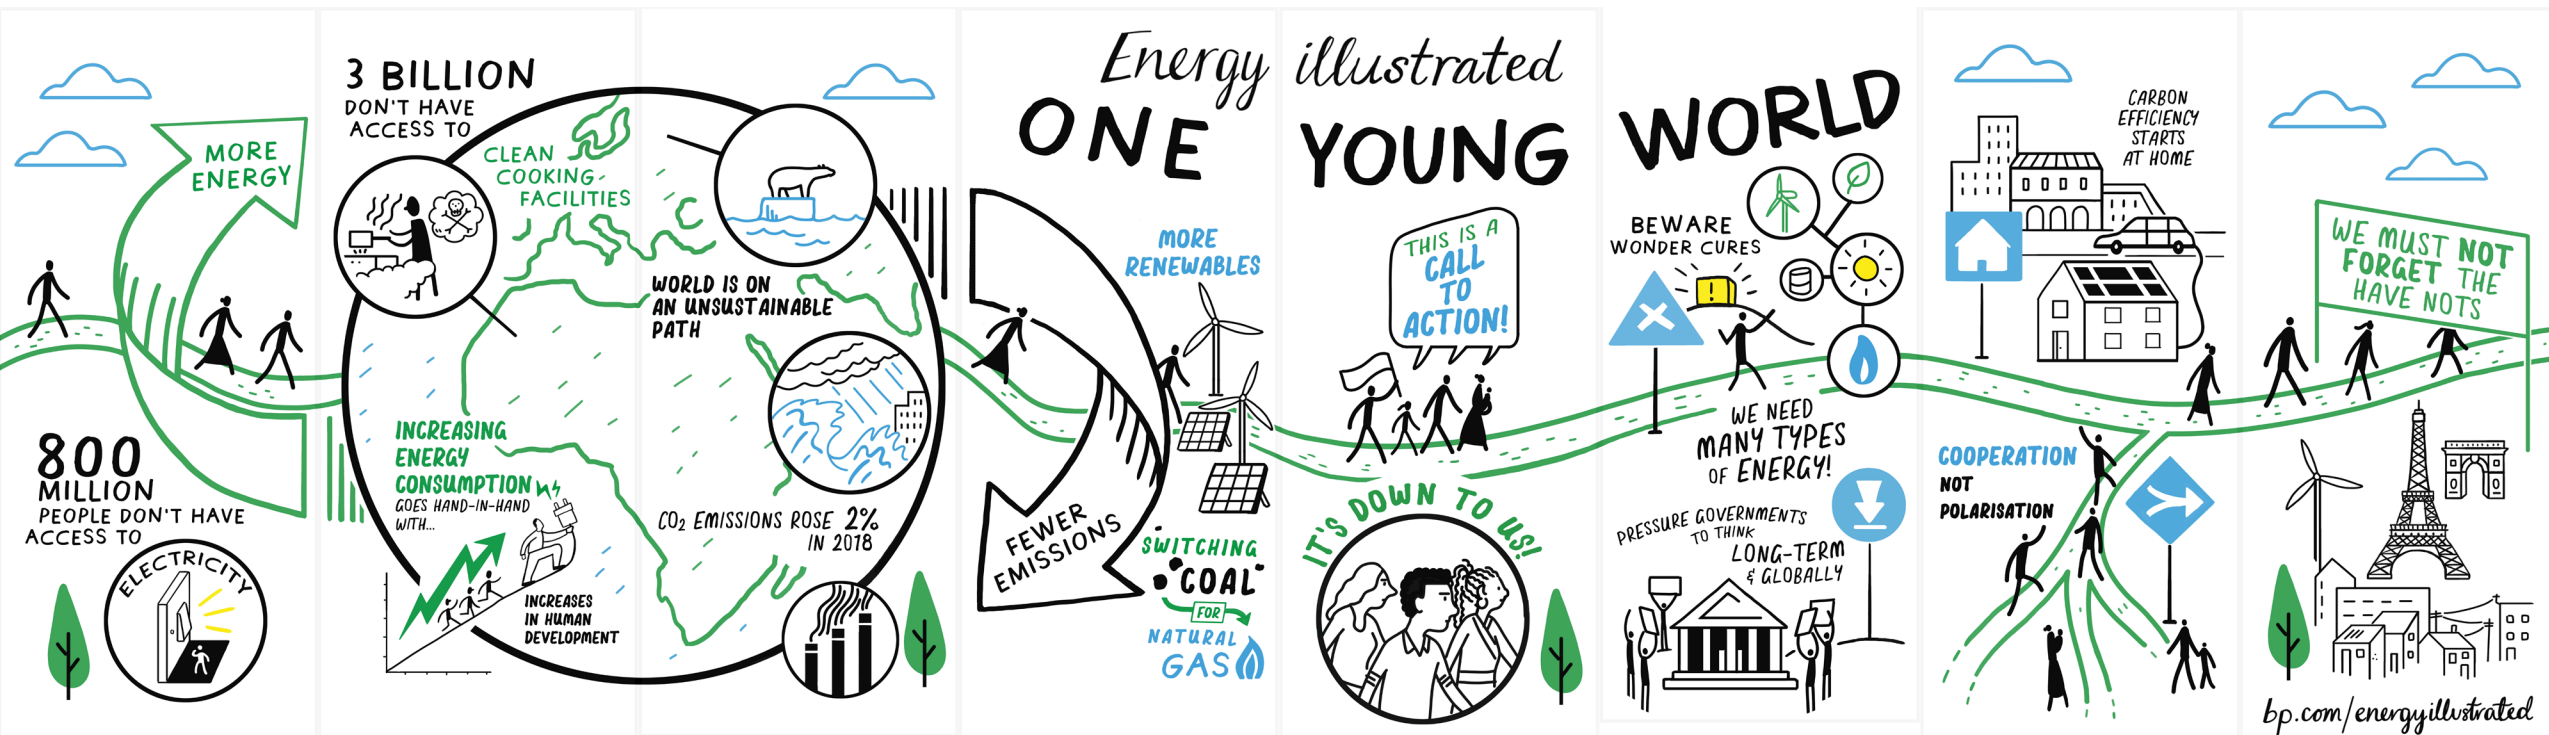 MORE
ENERGY
800
MILLION
PEOPLE DON'T HAVE
ACCESS TO
ELECTRICITY
3 BILLION
DON'T HAVE
ACCESS TO
CLEAN
COOKING
FACILITIES
WORLD IS ON
AN UNSUSTAINABLE
PATH
INCREASING
ENERGY
CONSUMPTION
GOES HAND-IN-HAND
WITH...
INCREASES
IN HUMAN
DEVELOPMENT
CO2 EMISSIONS ROSE 2%
IN 2018
Energy illustrated
ONE YOUNG WORLD
FEWER
EMISSIONS
MORE
RENEWABLES
SWITCHING
COAL
FOR
NATURAL
GAS
THIS IS A
CALL
TO
ACTION!
IT'S DOWN TO US!
BEWARE
WONDER CURES
!
WE NEED
MANY TYPES
OF ENERGY!
PRESSURE GOVERNMENTS
TO THINK
LONG-TERM
& GLOBALLY
CARBON
EFFICIENCY
STARTS
AT HOME
COOPERATION
NOT
POLARISATION
WE MUST NOT
FORGET THE
HAVE NOTS
bp.com/energyillustrated